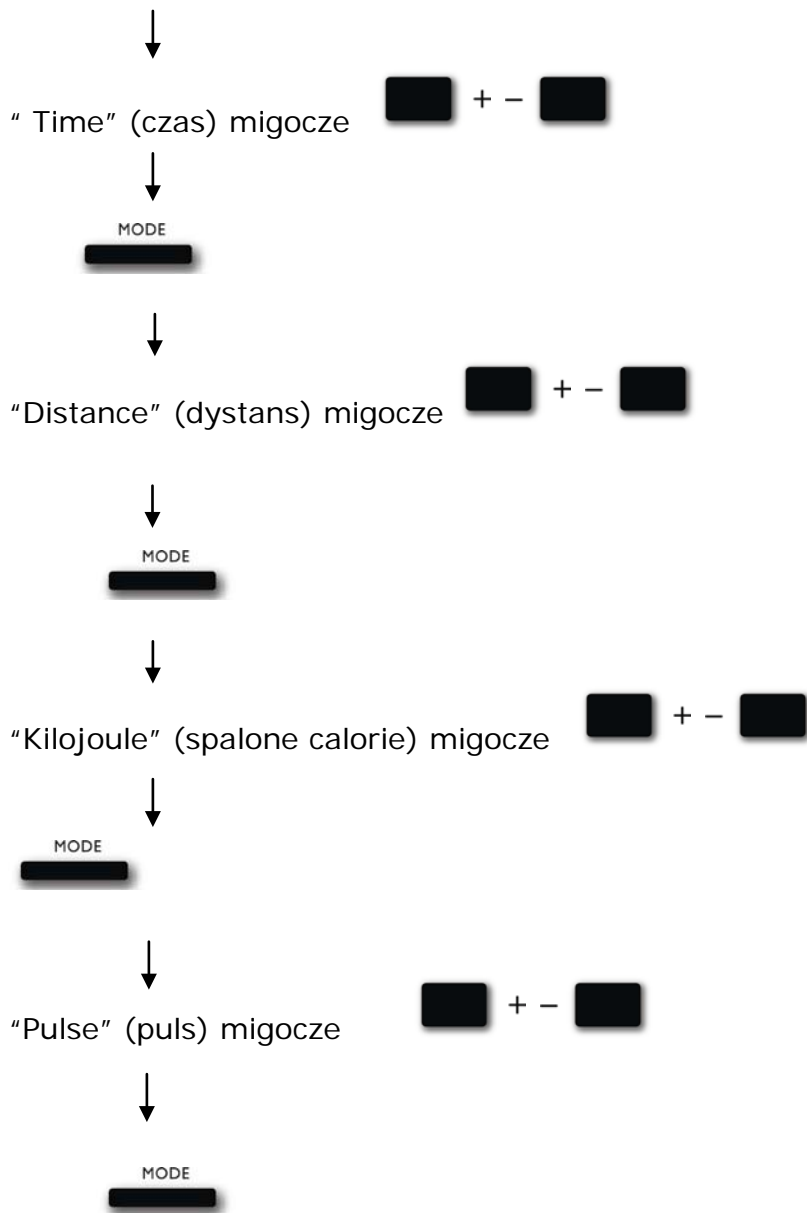 “ Time” (czas) migocze + –
MODE
“Distance” (dystans) migocze + –
MODE
“Kilojoule” (spalone calorie) migocze + –
MODE
“Pulse” (puls) migocze + –
MODE